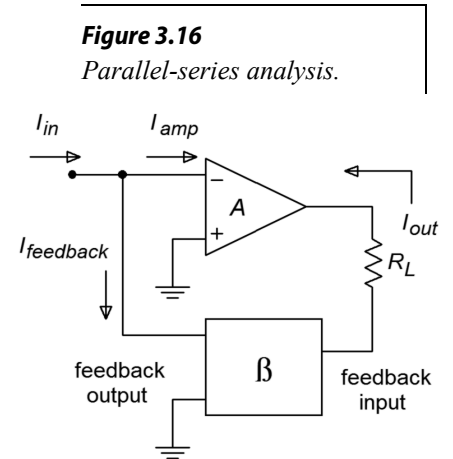 Figure 3.16
Parallel-series analysis.
Iin
Iamp
−
A
+
Iout
Ifeedback
RL
ß
feedback
output
feedback
input